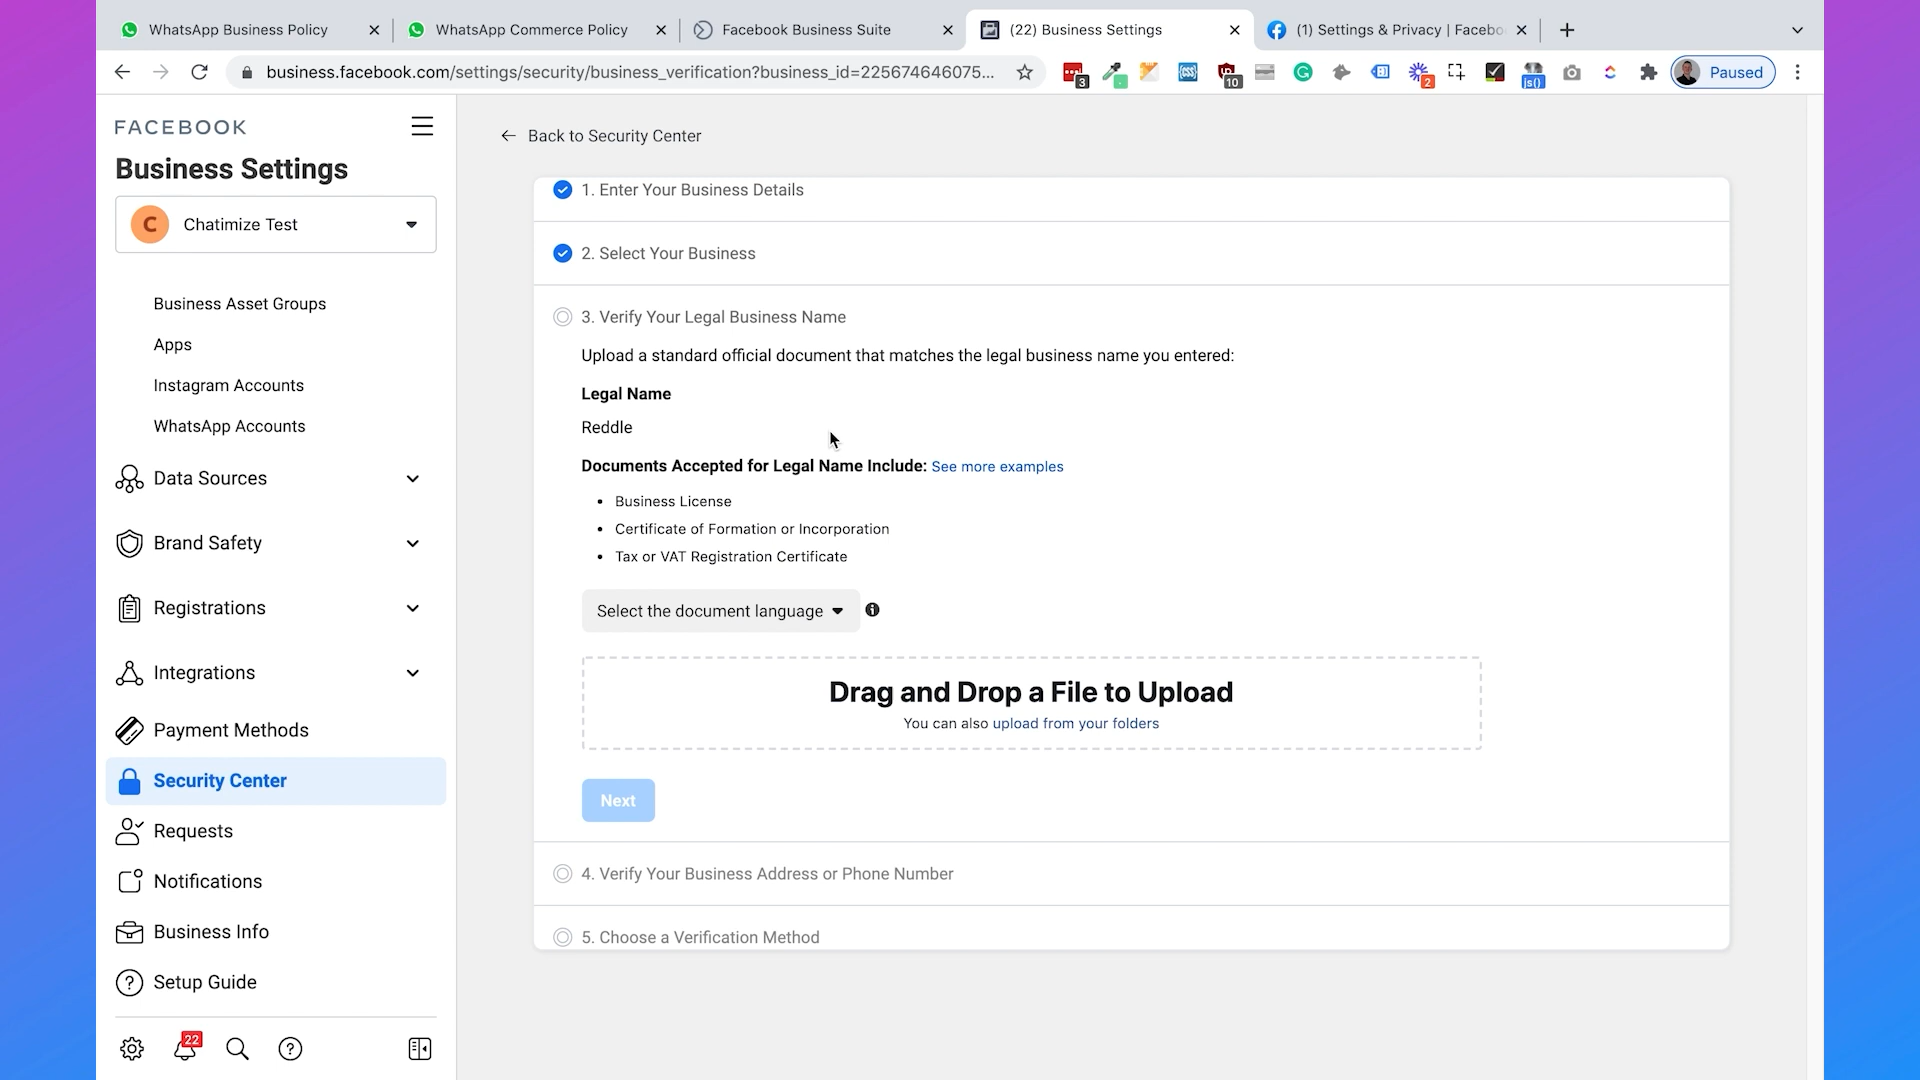 WhatsApp Business Policy
WhatsApp Commerce Policy
Facebook Business Suite
(22) Business Settings
(1) Settings & Privacy | Facebo
business.facebook.com/settings/security/business_verification?business_id=225674646075...
3
10
2
js()
Paused
FACEBOOK
Business Settings
C
Chatimize Test
Business Asset Groups
Apps
Instagram Accounts
WhatsApp Accounts
Data Sources
Brand Safety
Registrations
Integrations
Payment Methods
Security Center
Requests
Notifications
Business Info
Setup Guide
22
Back to Security Center
1. Enter Your Business Details
2. Select Your Business
3. Verify Your Legal Business Name
Upload a standard official document that matches the legal business name you entered:
Legal Name
Reddle
Documents Accepted for Legal Name Include: See more examples
• Business License
• Certificate of Formation or Incorporation
• Tax or VAT Registration Certificate
Select the document language
Drag and Drop a File to Upload
You can also upload from your folders
Next
4. Verify Your Business Address or Phone Number
5. Choose a Verification Method